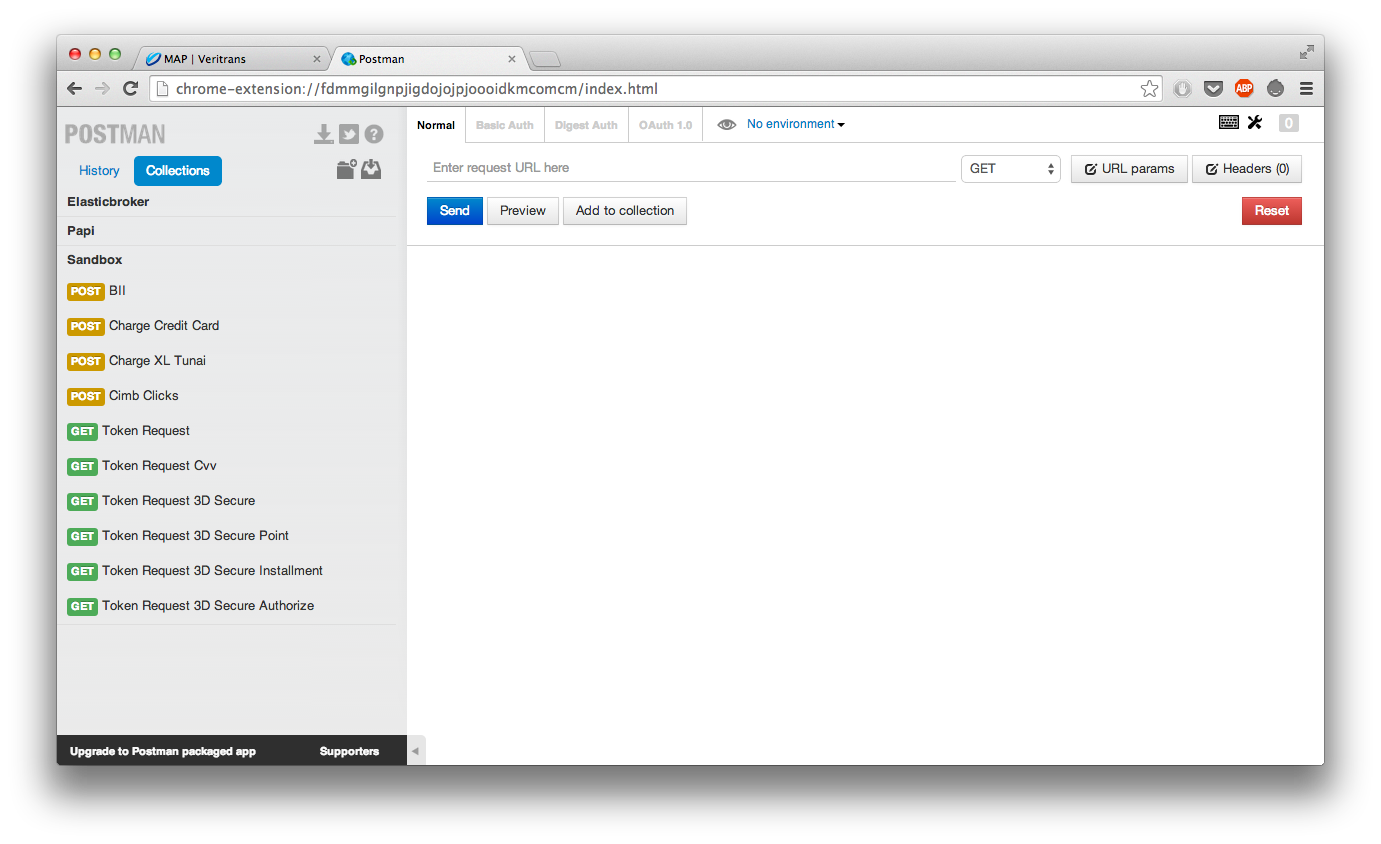 MAP | Veritrans
Postman
chrome-extension://fdmmgilgnpjigdojojpjoooidkmcomcm/index.html
ABP
POSTMAN
Normal
Basic Auth
Digest Auth
OAuth 1.0
No environment
0
History
Collections
Enter request URL here
GET
URL params
Headers (0)
Send
Preview
Add to collection
Reset
Elasticbroker
Papi
Sandbox
POST BII
POST Charge Credit Card
POST Charge XL Tunai
POST Cimb Clicks
GET Token Request
GET Token Request Cvv
GET Token Request 3D Secure
GET Token Request 3D Secure Point
GET Token Request 3D Secure Installment
GET Token Request 3D Secure Authorize
Upgrade to Postman packaged app
Supporters